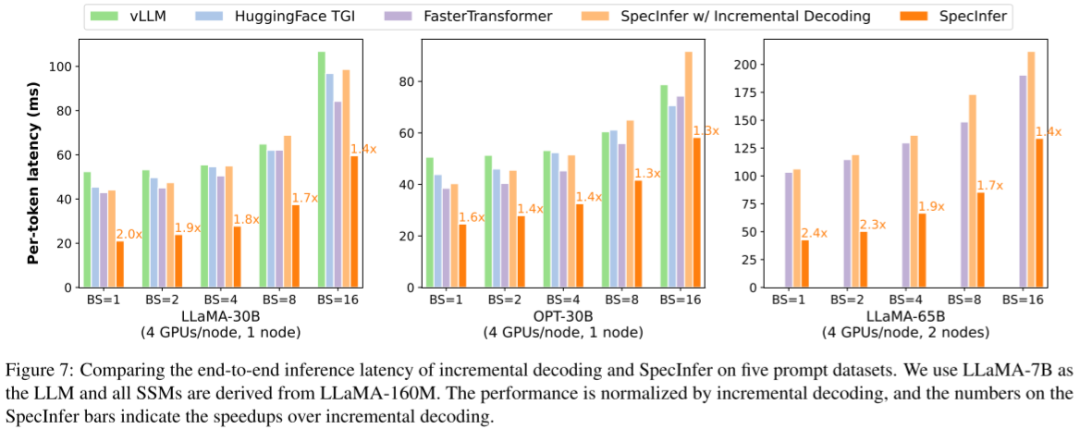 vLLM HuggingFace TGI FasterTransformer SpecInfer w/ Incremental Decoding SpecInfer
Per-token latency (ms)
100
80
60
40
20
0
2.0x
1.9x
1.8x
1.7x
1.4x
BS=1 BS=2 BS=4 BS=8 BS=16
LLaMA-30B
(4 GPUs/node, 1 node)
80
60
40
20
0
1.6x
1.4x
1.4x
1.3x
1.3x
BS=1 BS=2 BS=4 BS=8 BS=16
OPT-30B
(4 GPUs/node, 1 node)
200
175
150
125
100
75
50
25
0
2.4x
2.3x
1.9x
1.7x
1.4x
BS=1 BS=2 BS=4 BS=8 BS=16
LLaMA-65B
(4 GPUs/node, 2 nodes)
Figure 7: Comparing the end-to-end inference latency of incremental decoding and SpecInfer on five prompt datasets. We use LLaMA-7B as
the LLM and all SSMs are derived from LLaMA-160M. The performance is normalized by incremental decoding, and the numbers on the
SpecInfer bars indicate the speedups over incremental decoding.